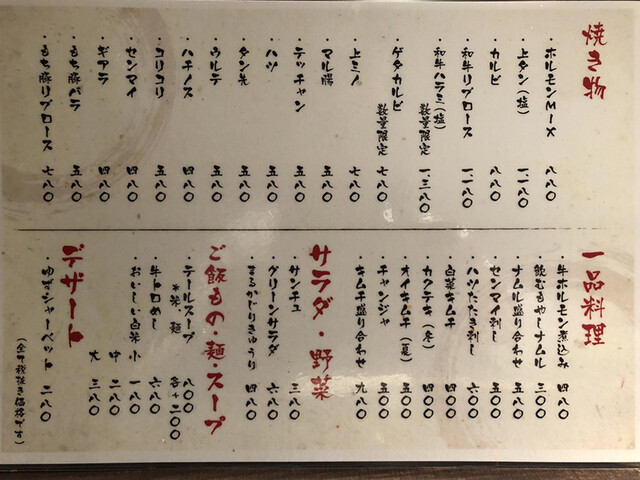 焼き物
・ホルモンMIX 八八〇
・上タン(塩) 一、一八〇
・カルビ 八八〇
・和牛リブロース 一、一八〇
・和牛ハラミ(塩) 数量限定 一、三八〇
・ゲタカルビ 数量限定 七八〇
・上ミノ 七八〇
・マル腸 五八〇
・テッチャン 五八〇
・ハツ 五八〇
・タン先 五八〇
・ウルテ 五八〇
・ハチノス 四八〇
・コリコリ 五八〇
・センマイ 四八〇
・ギアラ 四八〇
・もち豚バラ 五八〇
・もち豚リブロース 七八〇
一品料理
・牛ホルモン煮込み 四八〇
・飲むもやしナムル 三〇〇
・ナムル盛り合わせ 五八〇
・センマイ刺し 五〇〇
・ハツたたき刺し 六〇〇
・白菜キムチ 四〇〇
・カクテキ(冬) 四〇〇
・オイキムチ(夏) 五〇〇
・チャンジャ 五〇〇
・キムチ盛り合わせ 九八〇
サラダ・野菜
・サンチュ 三八〇
・グリーンサラダ 六八〇
・まるかじりきゅうり 四八〇
ご飯もの・麺・スープ
・テールスープ 八〇〇
*米、麺 各+二〇〇
・牛トロめし 六八〇
・おいしい白米 小 一八〇
中 二八〇
大 三八〇
デザート
・ゆずシャーベット 二八〇
(全て税抜き価格です)